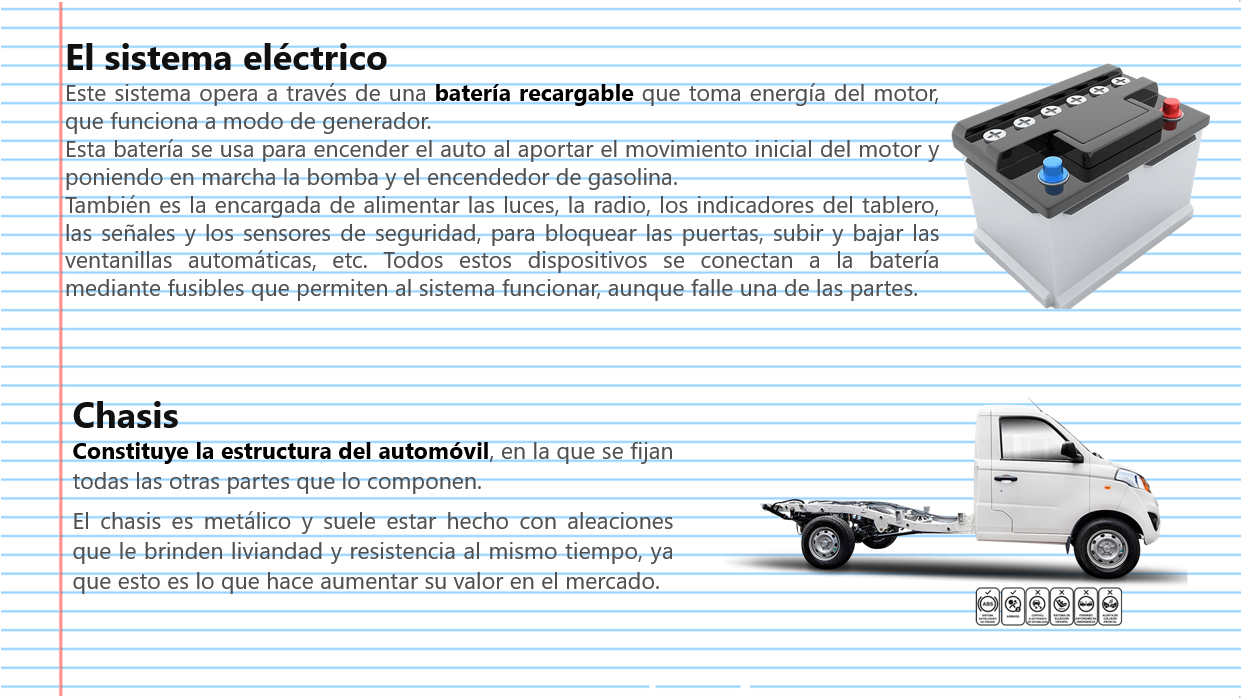 El sistema eléctrico
Este sistema opera a través de una batería recargable que toma energía del motor,
que funciona a modo de generador.
Esta batería se usa para encender el auto al aportar el movimiento inicial del motor y
poniendo en marcha la bomba y el encendedor de gasolina.
También es la encargada de alimentar las luces, la radio, los indicadores del tablero,
las señales y los sensores de seguridad, para bloquear las puertas, subir y bajar las
ventanillas automáticas, etc. Todos estos dispositivos se conectan a la batería
mediante fusibles que permiten al sistema funcionar, aunque falle una de las partes.
Chasis
Constituye la estructura del automóvil, en la que se fijan
todas las otras partes que lo componen.
El chasis es metálico y suele estar hecho con aleaciones
que le brinden liviandad y resistencia al mismo tiempo, ya
que esto es lo que hace aumentar su valor en el mercado.
ABS